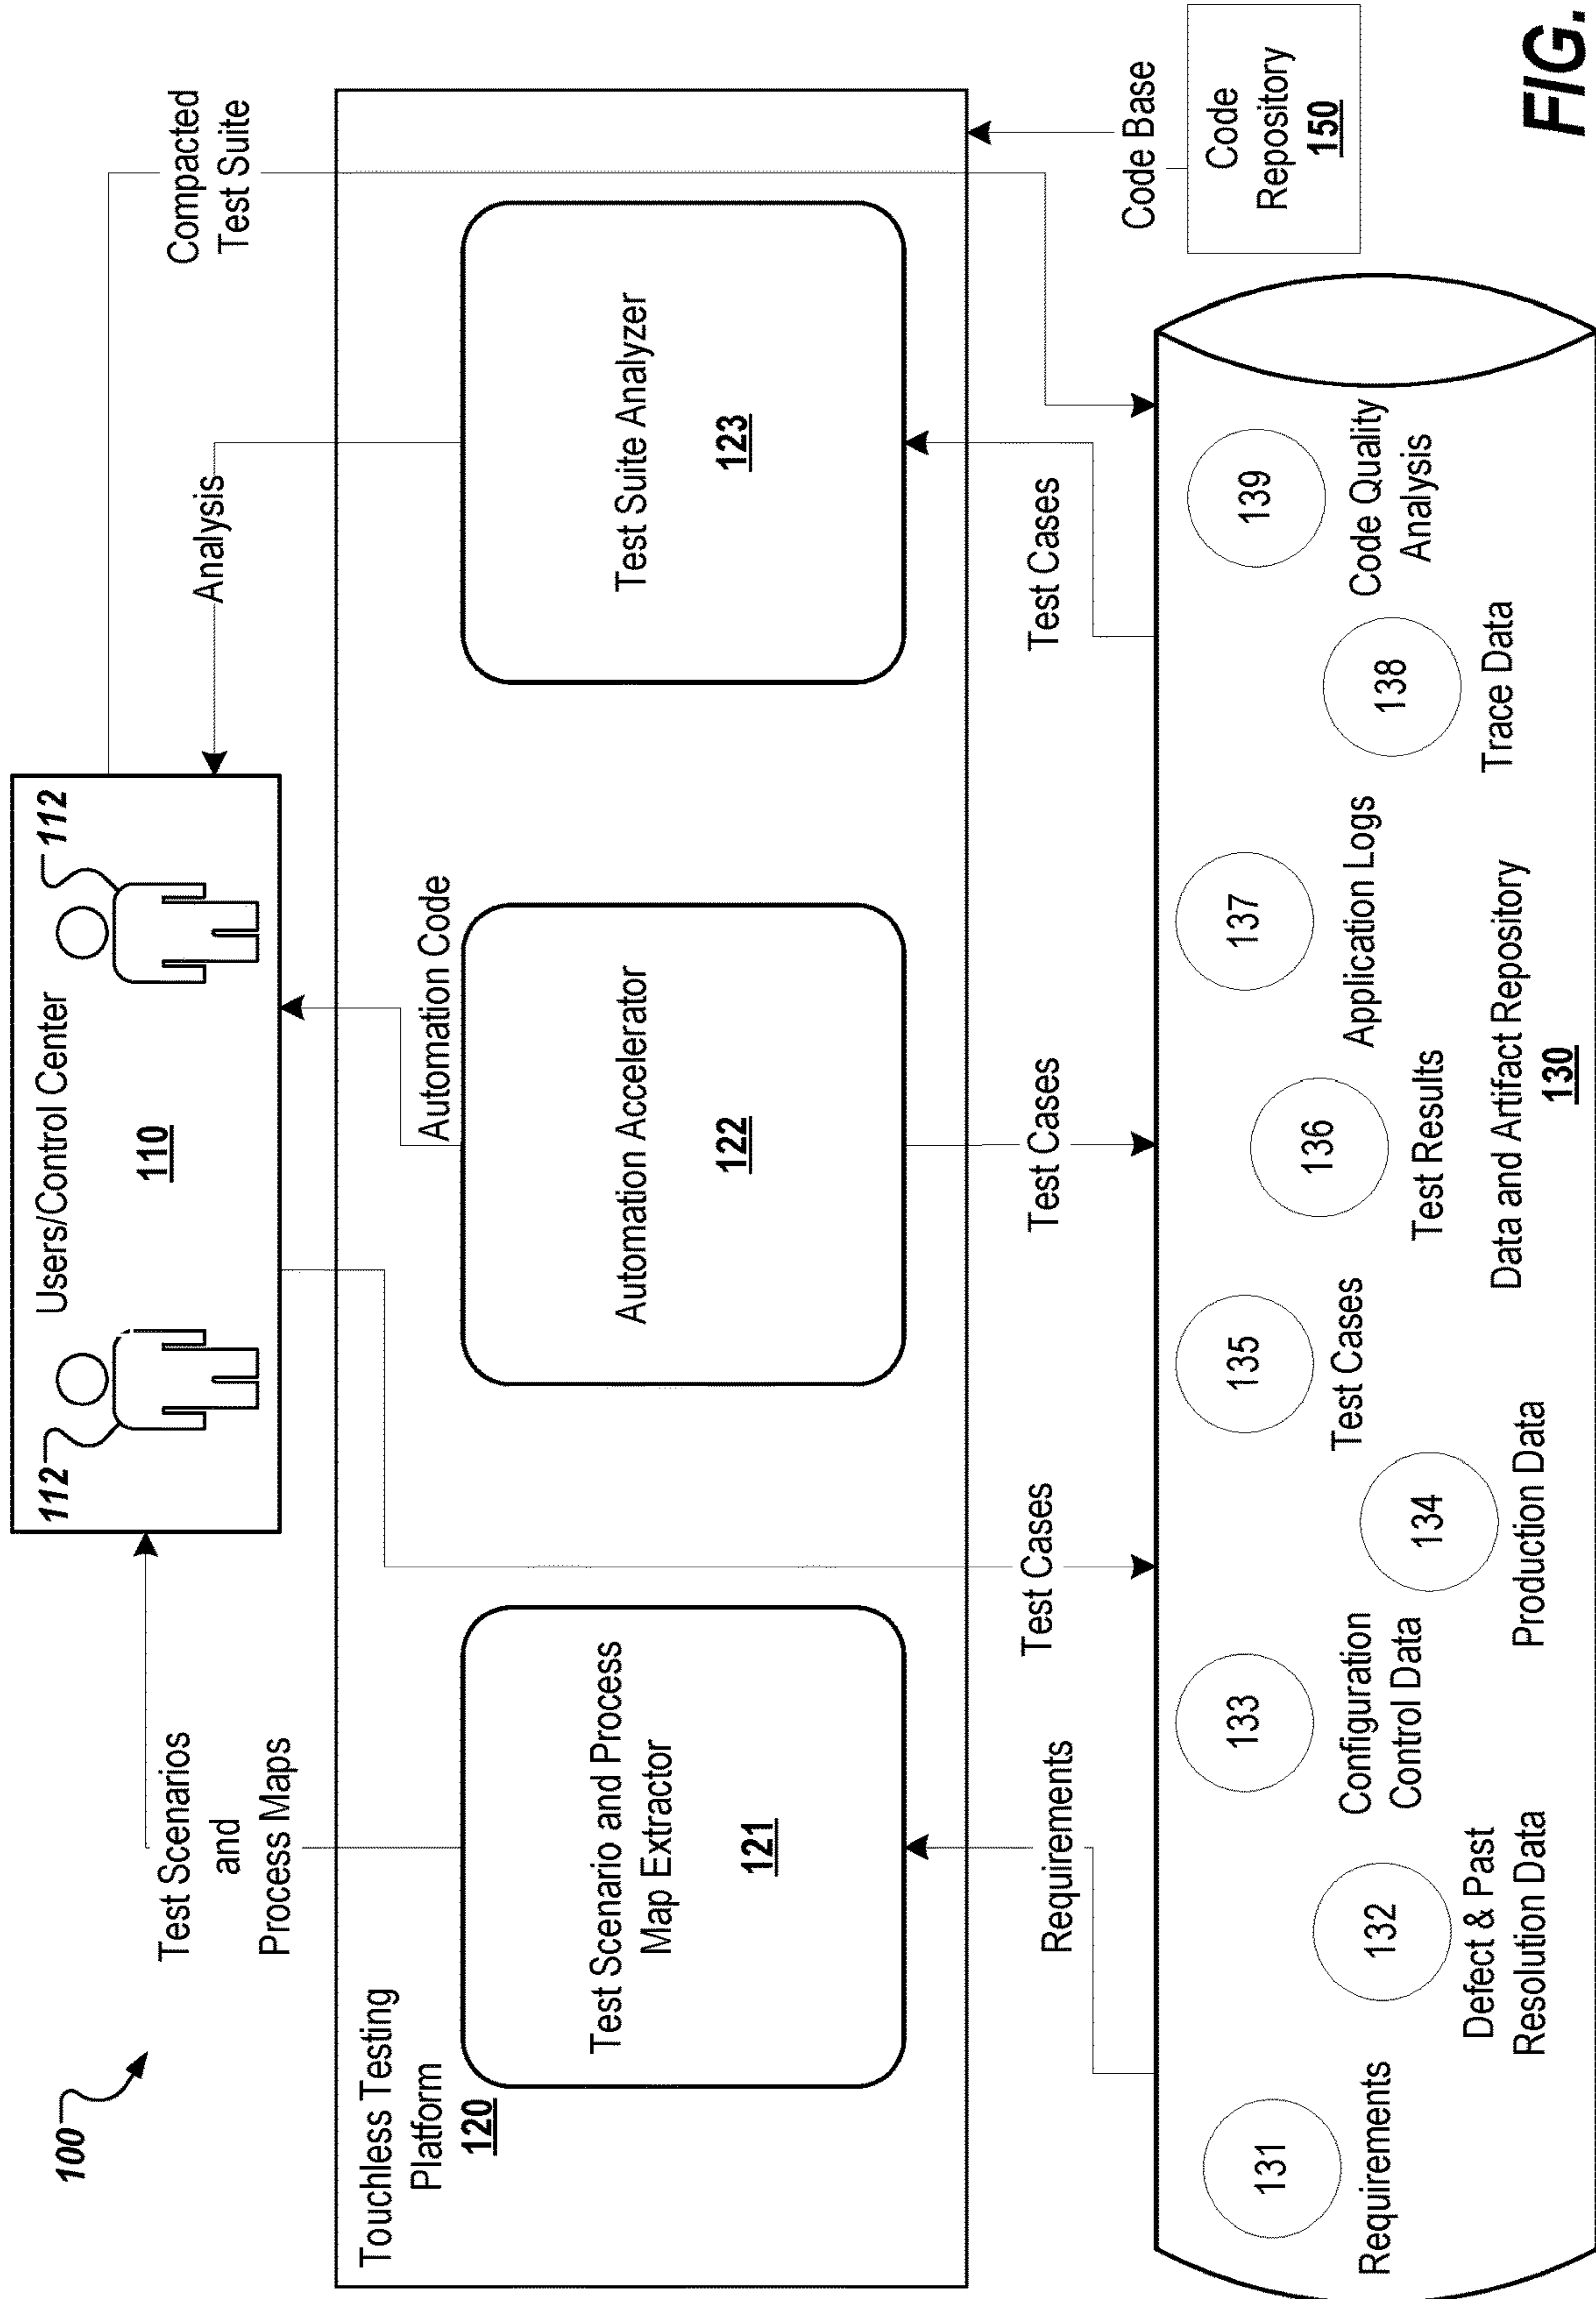 100
Test Scenarios
and
Process Maps
112
Users/Control Center
110
112
Analysis
Compacted
Test Suite
Automation Code
Touchless Testing
Platform
120
Test Scenario and Process
Map Extractor
121
Automation Accelerator
122
Test Suite Analyzer
123
Requirements
Test Cases
Test Cases
Test Cases
Code Base
Code
Repository
150
131
Requirements
132
Defect & Past
Resolution Data
133
Configuration
Control Data
134
Production Data
135
Test Cases
136
Test Results
137
Application Logs
138
Trace Data
139
Code Quality
Analysis
Data and Artifact Repository
130
FIG.